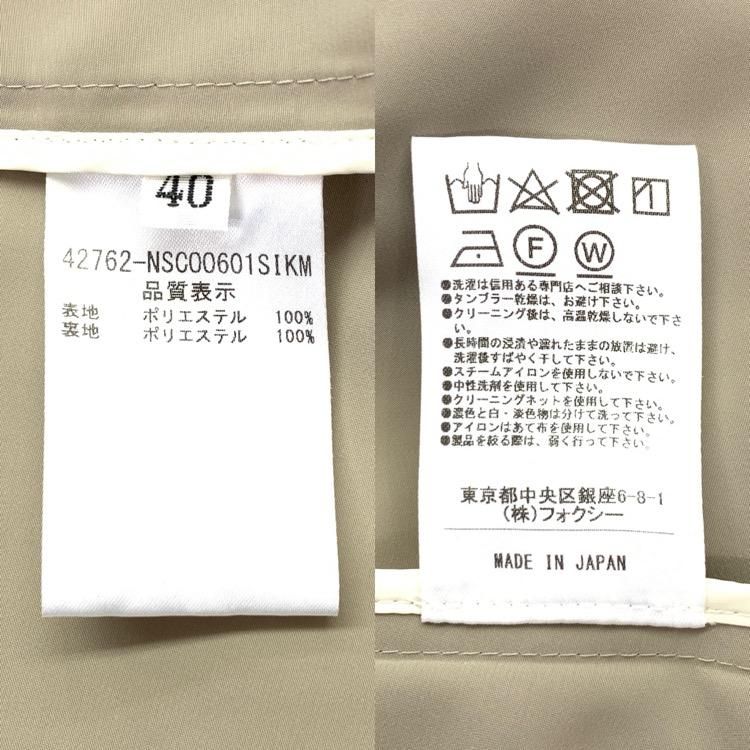 40
42762-NSC00601SIKM
品質表示
表地 ポリエステル 100%
裏地 ポリエステル 100%
F W
●洗濯は信用ある専門店へご相談下さい。
●タンブラー乾燥は、お避け下さい。
●クリーニング後は、高温乾燥しないで下さ
い。
●長時間の浸漬や濡れたままの放置は避け、
洗濯後すばやく干して下さい。
●スチームアイロンを使用しないで下さい。
●中性洗剤を使用して下さい。
●クリーニングネットを使用して下さい。
●濃色と白・淡色物は分けて洗って下さい。
●アイロンはあて布を使用して下さい。
●製品を絞る際は、弱く行って下さい。
東京都中央区銀座6-8-1
(株)フォクシー
MADE IN JAPAN